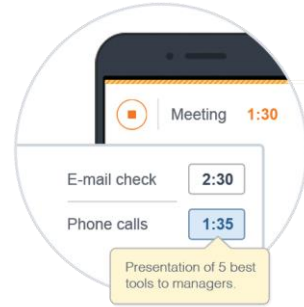 Meeting 1:30
E-mail check 2:30
Phone calls 1:35
Presentation of 5 best
tools to managers.